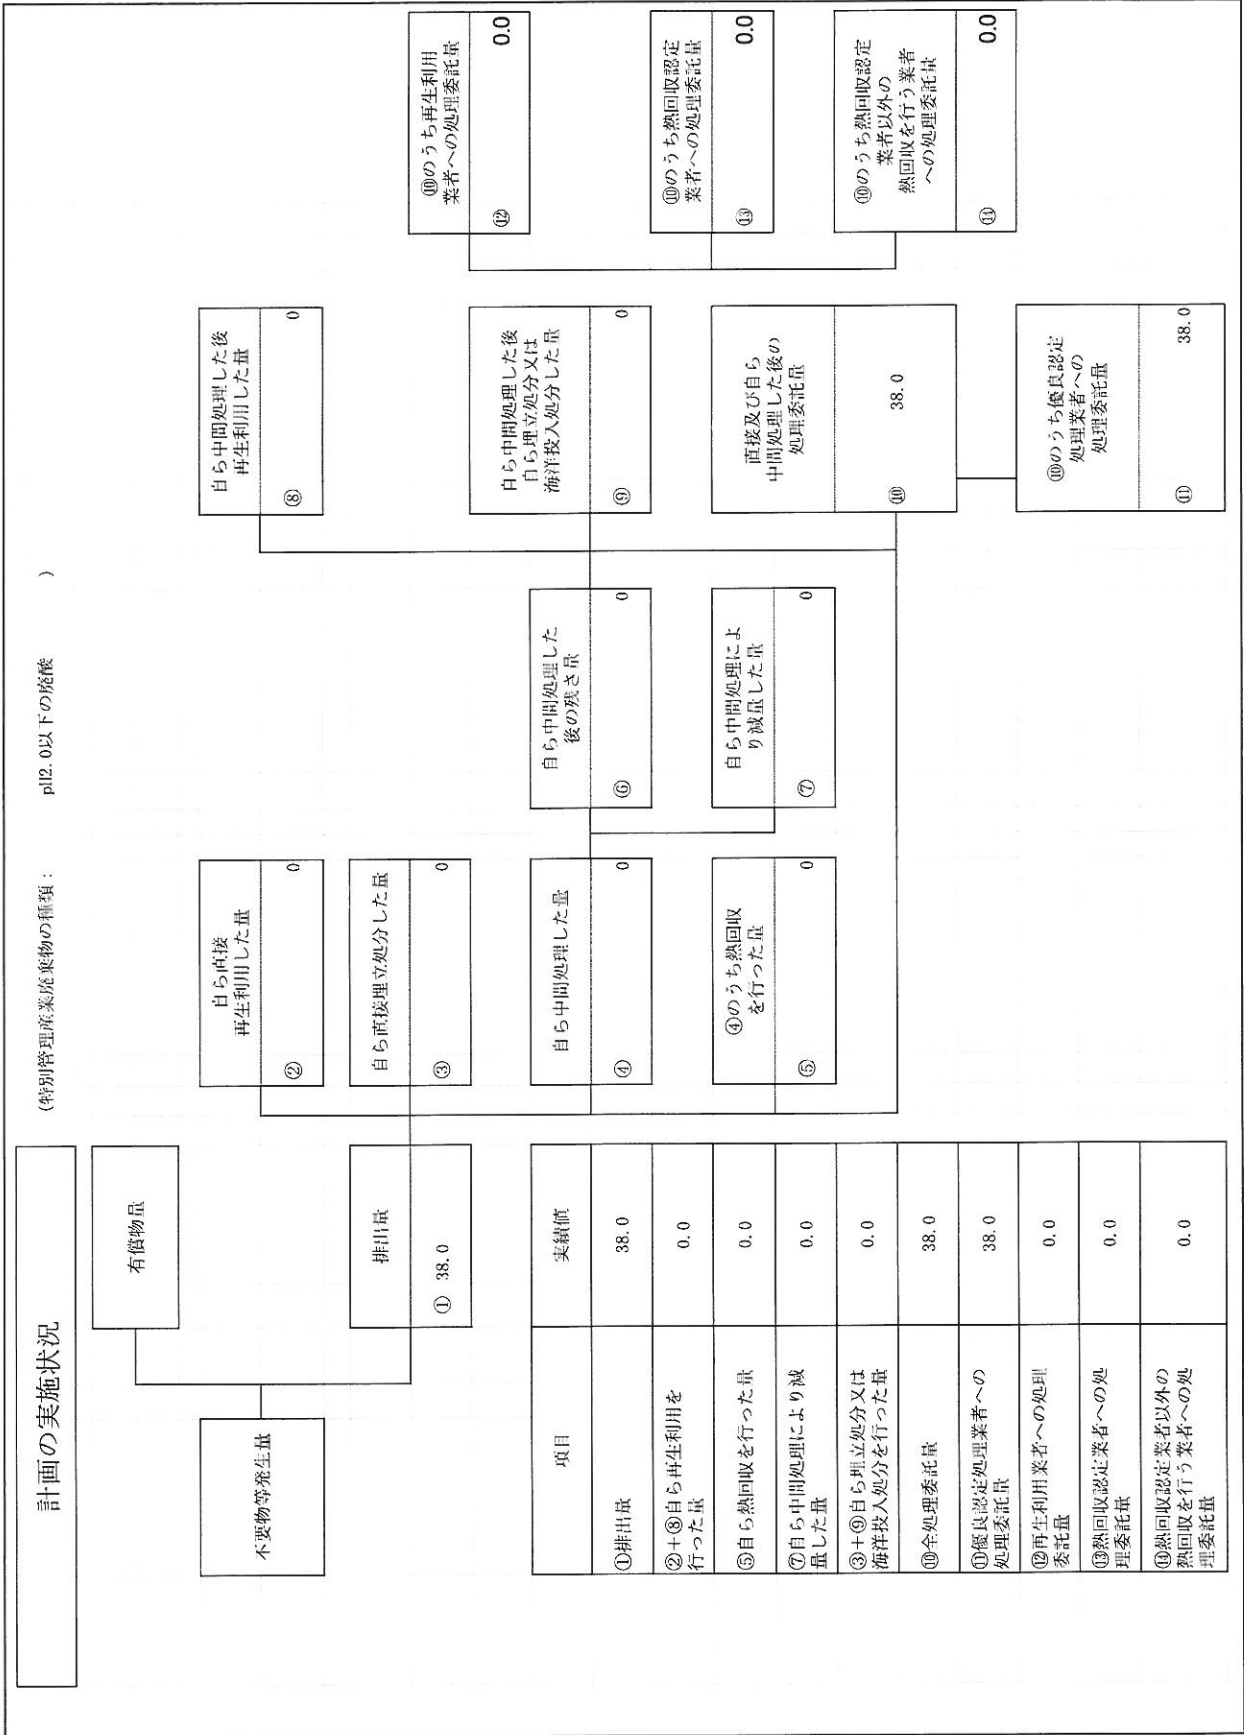 計画の実施状況
(特別管理産業廃棄物の種類：
pH2.0以下の廃酸
)
有償物量
不要物等発生量
排出量
① 38.0
自ら直接
再生利用した量
② 0
自ら直接埋立処分した量
③ 0
自ら中間処理した量
④ 0
④のうち熱回収
を行った量
⑤ 0
自ら中間処理した
後の残さ量
⑥ 0
自ら中間処理によ
り減量した量
⑦ 0
自ら中間処理した後
再生利用した量
⑧ 0
自ら中間処理した後
自ら埋立処分又は
海洋投入処分した量
⑨ 0
直接及び自ら
中間処理した後の
処理委託量
⑩ 38.0
⑩のうち優良認定
処理業者への
処理委託量
⑪ 38.0
⑩のうち再生利用
業者への処理委託量
⑫ 0.0
⑩のうち熱回収認定
業者への処理委託量
⑬ 0.0
⑩のうち熱回収認定
業者以外の
熱回収を行う業者
への処理委託量
⑭ 0.0
項目 実績値
①排出量 38.0
②+⑧自ら再生利用を
行った量 0.0
⑤自ら熱回収を行った量 0.0
⑦自ら中間処理により減
量した量 0.0
③+⑨自ら埋立処分又は
海洋投入処分を行った量 0.0
⑩全処理委託量 38.0
⑪優良認定処理業者への
処理委託量 38.0
⑫再生利用業者への処理
委託量 0.0
⑬熱回収認定業者への処
理委託量 0.0
⑭熱回収認定業者以外の
熱回収を行う業者への処
理委託量 0.0